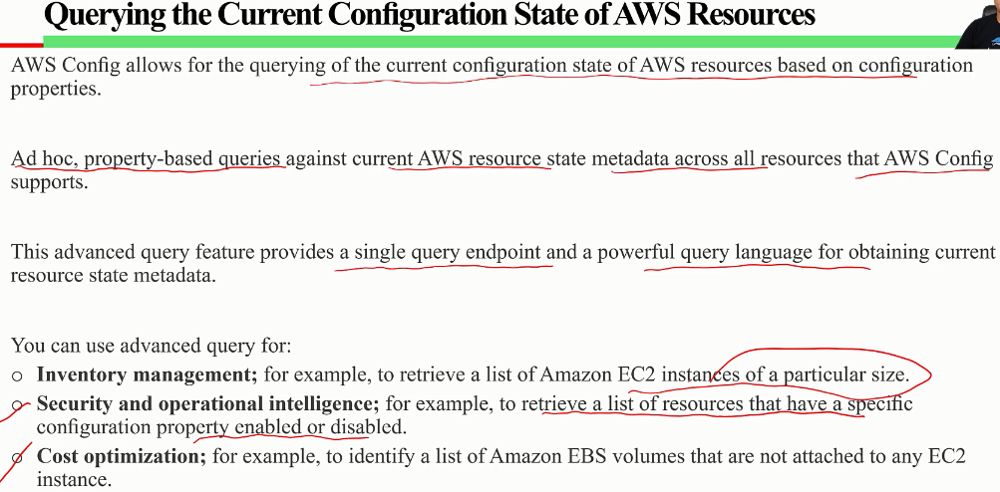 Querying the Current Configuration State of AWS Resources
AWS Config allows for the querying of the current configuration state of AWS resources based on configuration
properties.
Ad hoc, property-based queries against current AWS resource state metadata across all resources that AWS Config
supports.
This advanced query feature provides a single query endpoint and a powerful query language for obtaining current
resource state metadata.
You can use advanced query for:
o Inventory management; for example, to retrieve a list of Amazon EC2 instances of a particular size.
o Security and operational intelligence; for example, to retrieve a list of resources that have a specific
configuration property enabled or disabled.
o Cost optimization; for example, to identify a list of Amazon EBS volumes that are not attached to any EC2
instance.